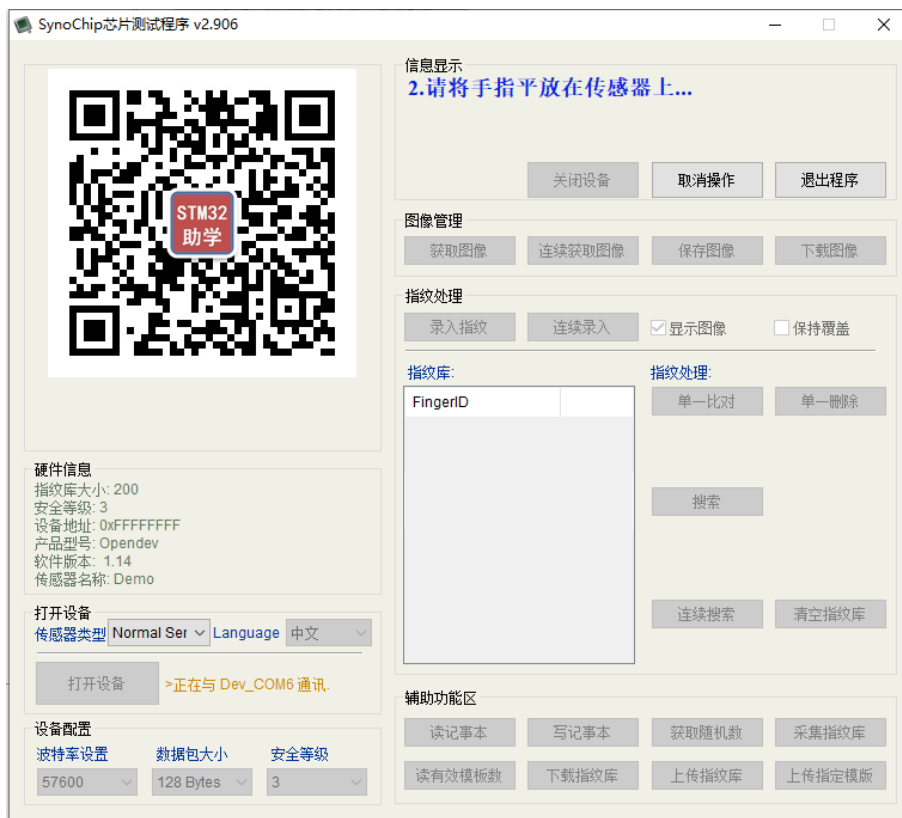 SynoChip芯片测试程序 v2.906
STM32
助学
硬件信息
指纹库大小: 200
安全等级: 3
设备地址: 0xFFFFFFFF
产品型号: Opendev
软件版本: 1.14
传感器名称: Demo
打开设备
传感器类型 Normal Ser Language 中文
打开设备 >正在与 Dev_COM6 通讯.
设备配置
波特率设置 数据包大小 安全等级
57600 128 Bytes 3
信息显示
2.请将手指平放在传感器上...
关闭设备 取消操作 退出程序
图像管理
获取图像 连续获取图像 保存图像 下载图像
指纹处理
录入指纹 连续录入 显示图像 保持覆盖
指纹库: 指纹处理:
FingerID
单一比对 单一删除
搜索
连续搜索 清空指纹库
辅助功能区
读记事本 写记事本 获取随机数 采集指纹库
读有效模板数 下载指纹库 上传指纹库 上传指定模版